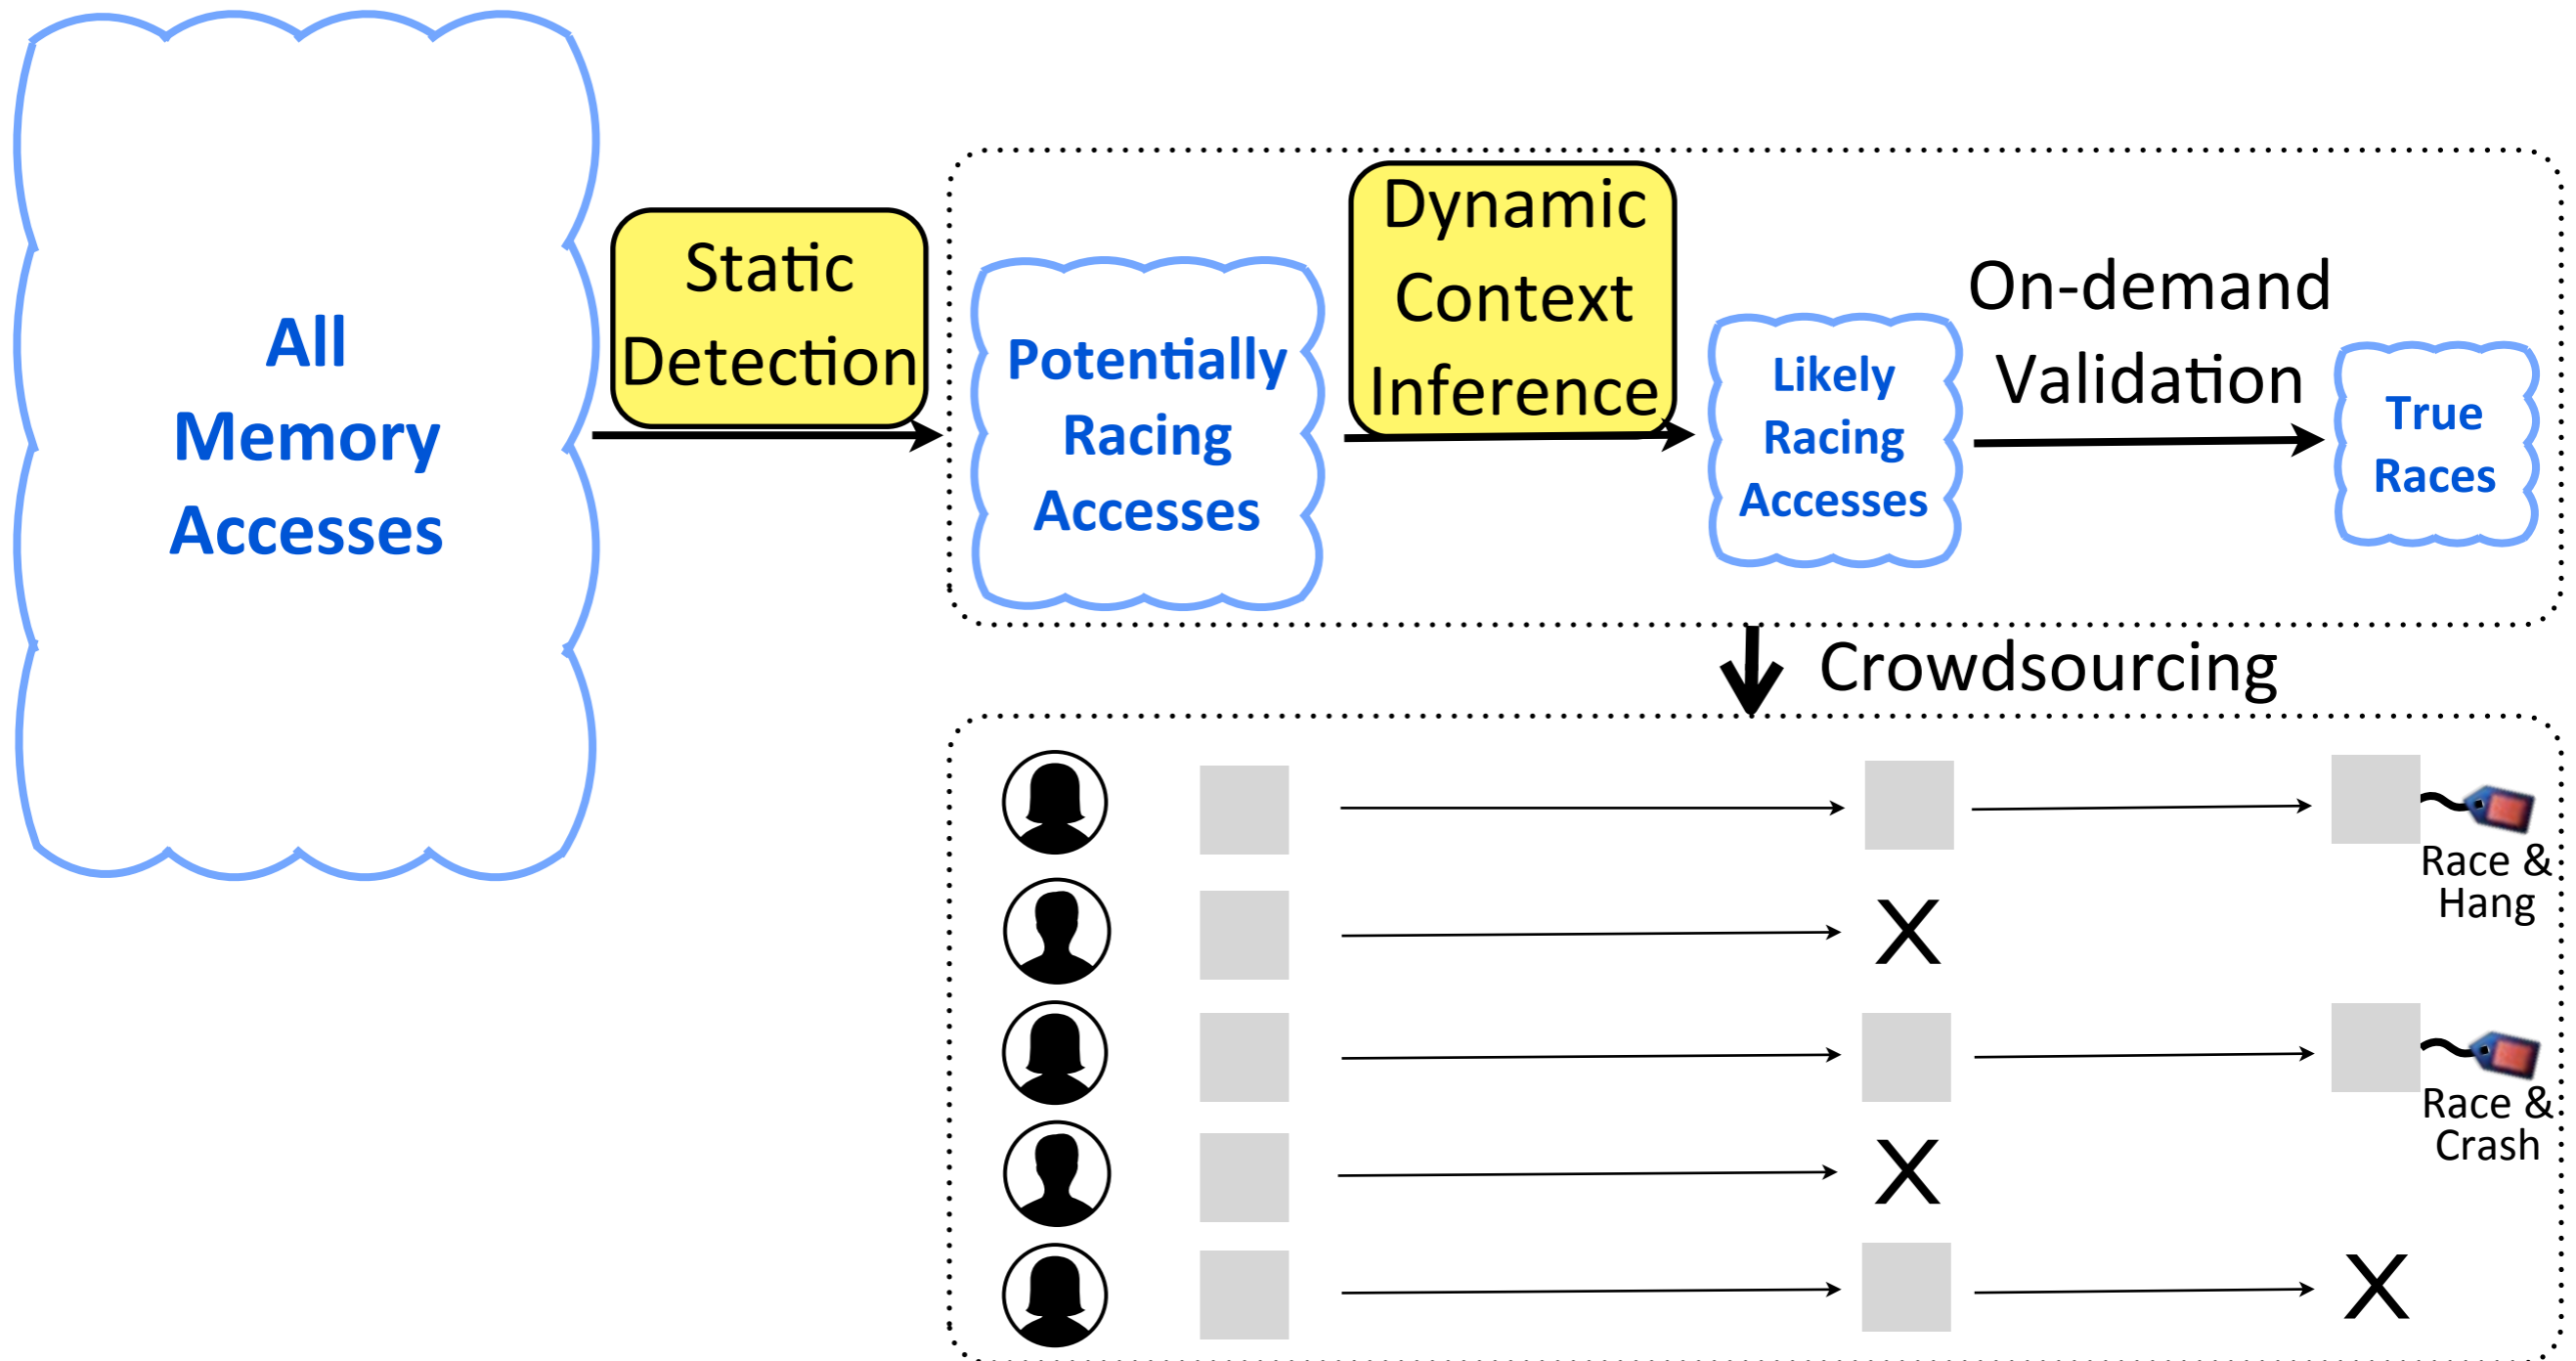 All
Memory
Accesses
Static
Detection
Potentially
Racing
Accesses
Dynamic
Context
Inference
Likely
Racing
Accesses
On-demand
Validation
True
Races
Crowdsourcing
Race &
Hang
X
Race &
Crash
X
X